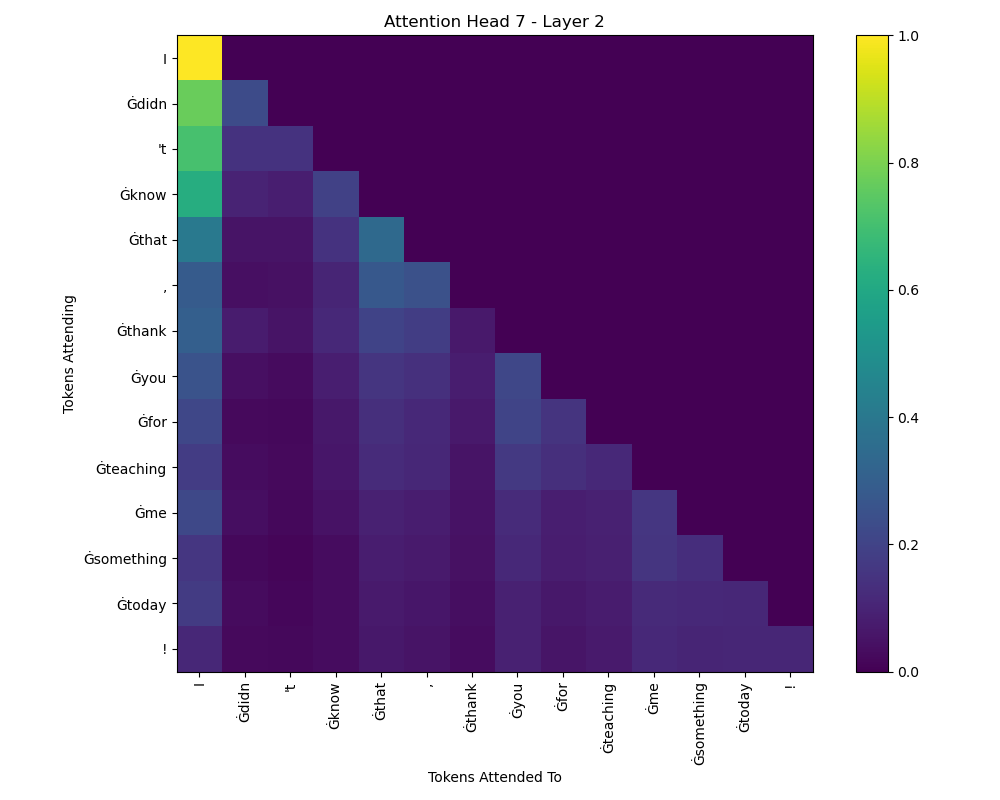 Attention Head 7 - Layer 2
Tokens Attending
I
Ġdidn
't
Ġknow
Ġthat
,
Ġthank
Ġyou
Ġfor
Ġteaching
Ġme
Ġsomething
Ġtoday
!
I
Ġdidn
't
Ġknow
Ġthat
,
Ġthank
Ġyou
Ġfor
Ġteaching
Ġme
Ġsomething
Ġtoday
!
Tokens Attended To
1.0
0.8
0.6
0.4
0.2
0.0